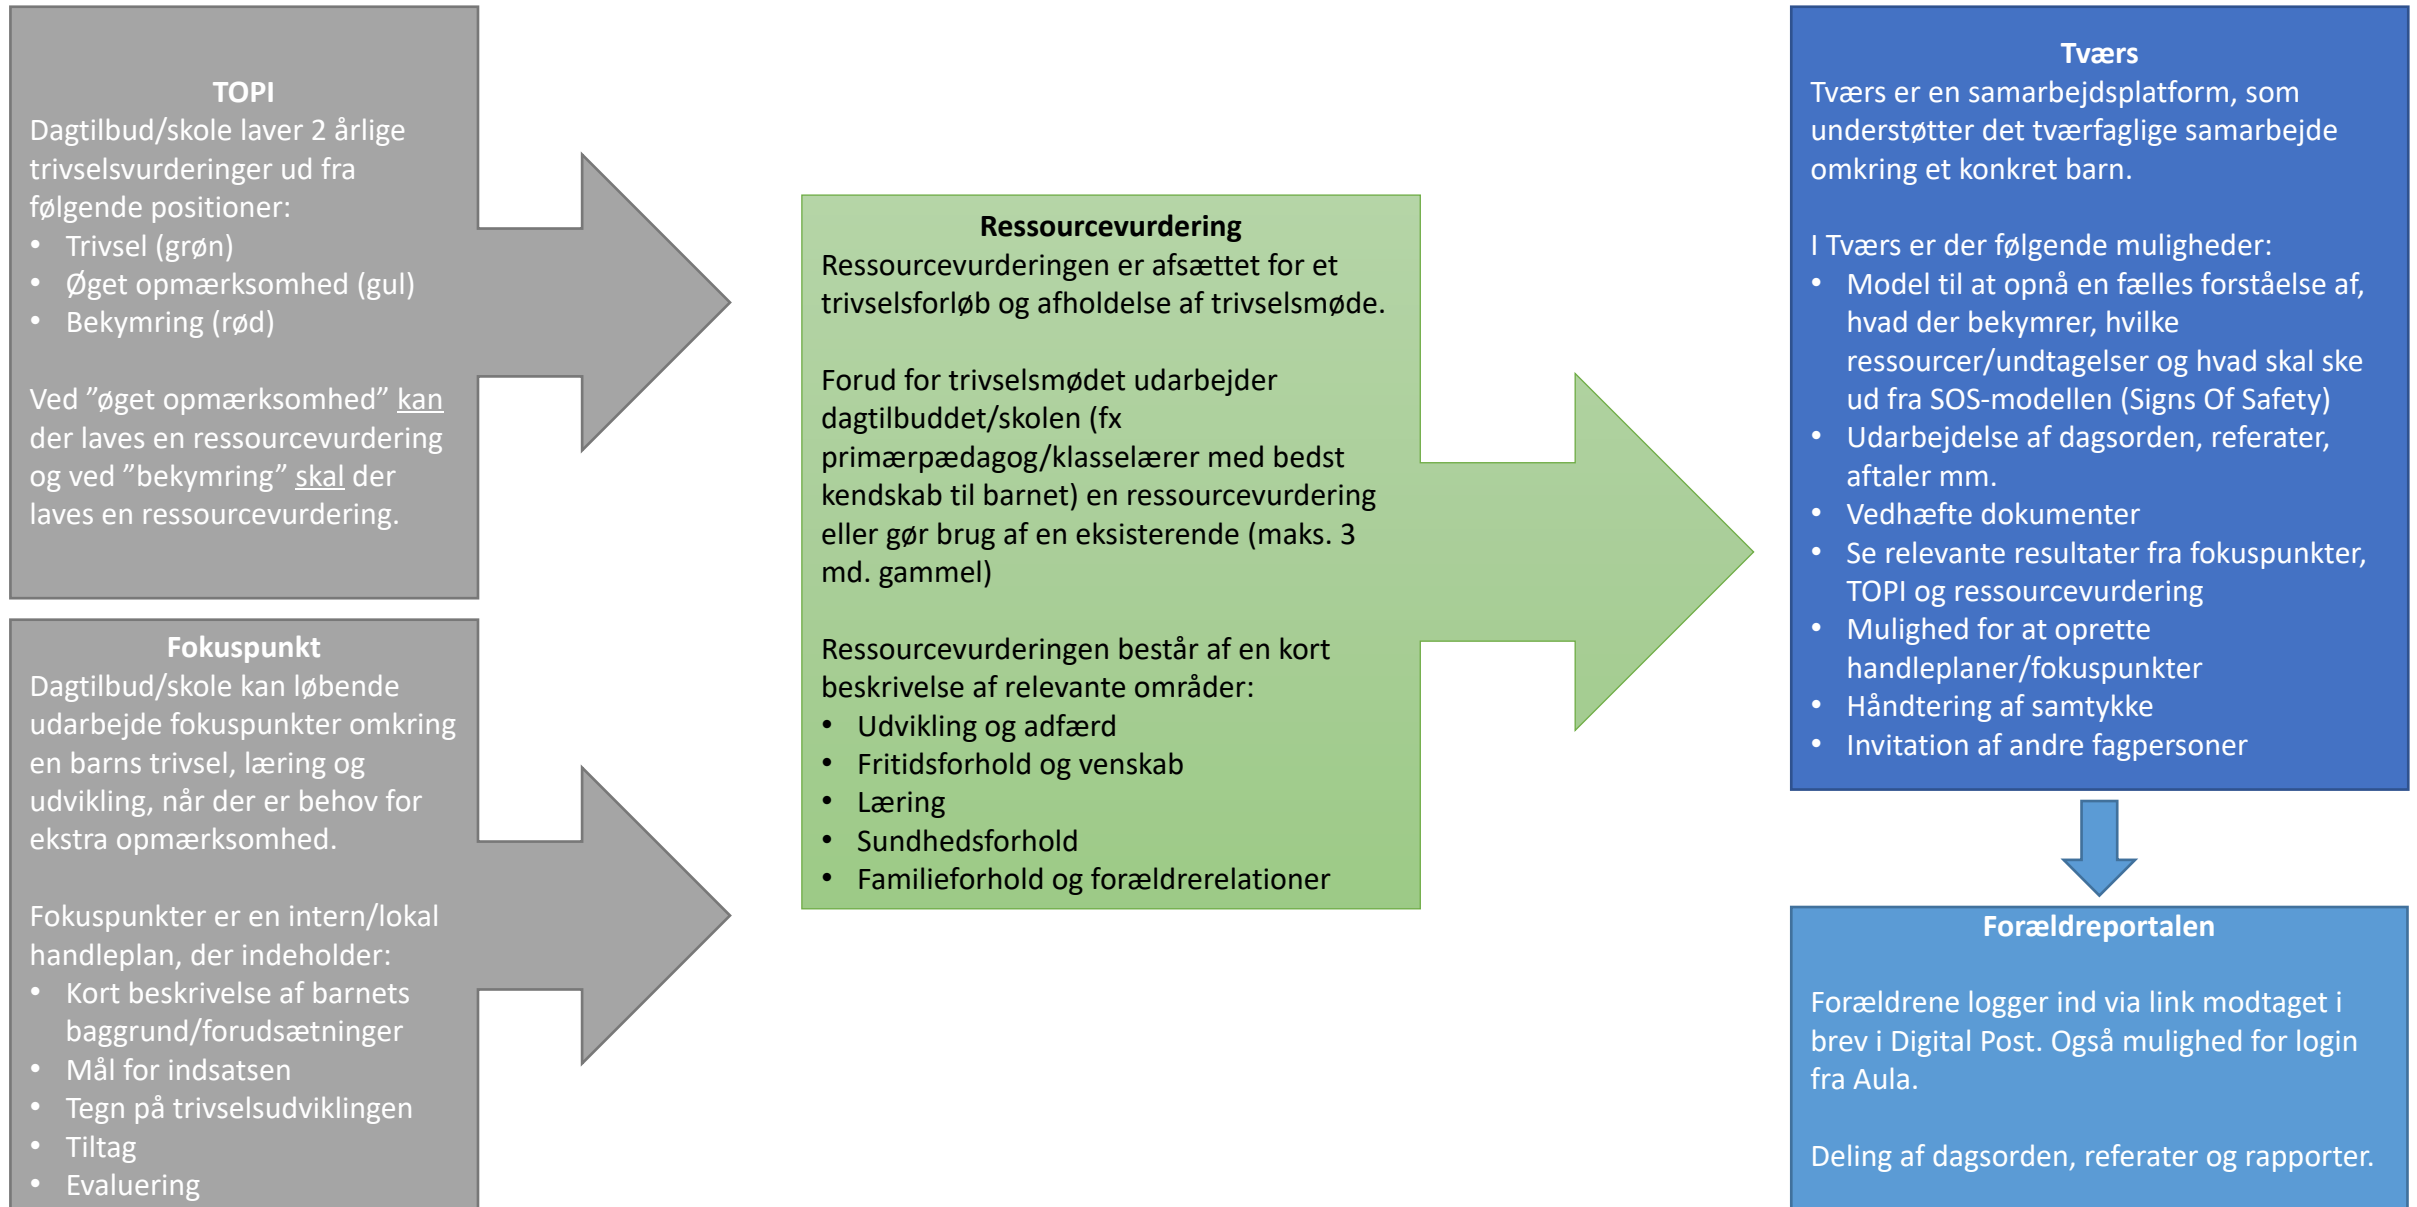 TOPI
Dagtilbud/skole laver 2 årlige
trivselsvurderinger ud fra
følgende positioner:
• Trivsel (grøn)
• Øget opmærksomhed (gul)
• Bekymring (rød)
Ved ”øget opmærksomhed” kan
der laves en ressourcevurdering
og ved ”bekymring” skal der
laves en ressourcevurdering.
Fokuspunkt
Dagtilbud/skole kan løbende
udarbejde fokuspunkter omkring
en barns trivsel, læring og
udvikling, når der er behov for
ekstra opmærksomhed.
Fokuspunkter er en intern/lokal
handleplan, der indeholder:
• Kort beskrivelse af barnets
baggrund/forudsætninger
• Mål for indsatsen
• Tegn på trivselsudviklingen
• Tiltag
• Evaluering
Ressourcevurdering
Ressourcevurderingen er afsættet for et
trivselsforløb og afholdelse af trivselsmøde.
Forud for trivselsmødet udarbejder
dagtilbuddet/skolen (fx
primærpædagog/klasselærer med bedst
kendskab til barnet) en ressourcevurdering
eller gør brug af en eksisterende (maks. 3
md. gammel)
Ressourcevurderingen består af en kort
beskrivelse af relevante områder:
• Udvikling og adfærd
• Fritidsforhold og venskab
• Læring
• Sundhedsforhold
• Familieforhold og forældrerelationer
Tværs
Tværs er en samarbejdsplatform, som
understøtter det tværfaglige samarbejde
omkring et konkret barn.
I Tværs er der følgende muligheder:
• Model til at opnå en fælles forståelse af,
hvad der bekymrer, hvilke
ressourcer/undtagelser og hvad skal ske
ud fra SOS-modellen (Signs Of Safety)
• Udarbejdelse af dagsorden, referater,
aftaler mm.
• Vedhæfte dokumenter
• Se relevante resultater fra fokuspunkter,
TOPI og ressourcevurdering
• Mulighed for at oprette
handleplaner/fokuspunkter
• Håndtering af samtykke
• Invitation af andre fagpersoner
Forældreportalen
Forældrene logger ind via link modtaget i
brev i Digital Post. Også mulighed for login
fra Aula.
Deling af dagsorden, referater og rapporter.